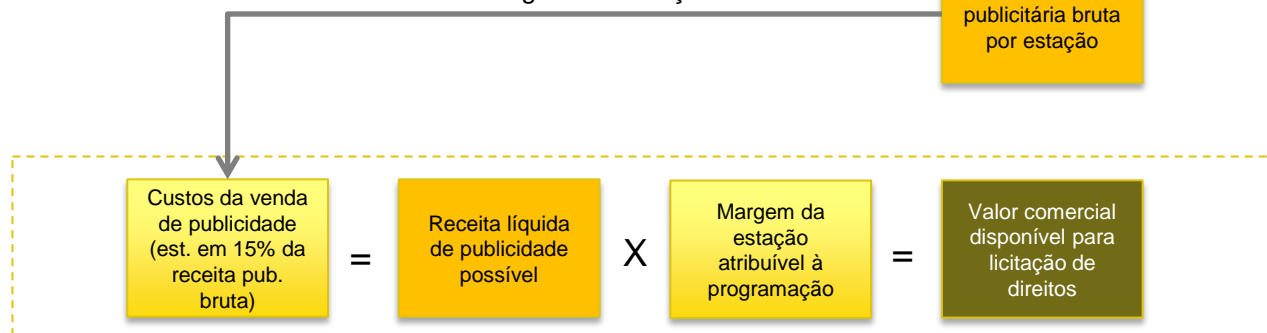 publicitária bruta
por estação
Custos da venda
de publicidade
(est. em 15% da
receita pub.
bruta)
=
Receita líquida
de publicidade
possível
X
Margem da
estação
atribuível à
programação
=
Valor comercial
disponível para
licitação de
direitos